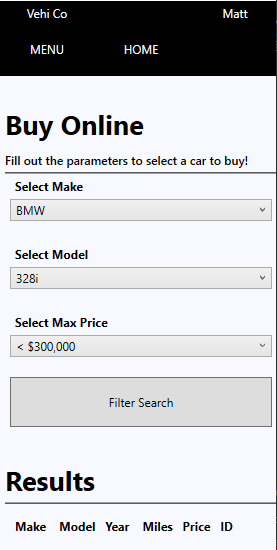 Vehi Co Matt
MENU HOME
Buy Online
Fill out the parameters to select a car to buy!
Select Make
BMW
Select Model
328i
Select Max Price
< $300,000
Filter Search
Results
Make Model Year Miles Price ID